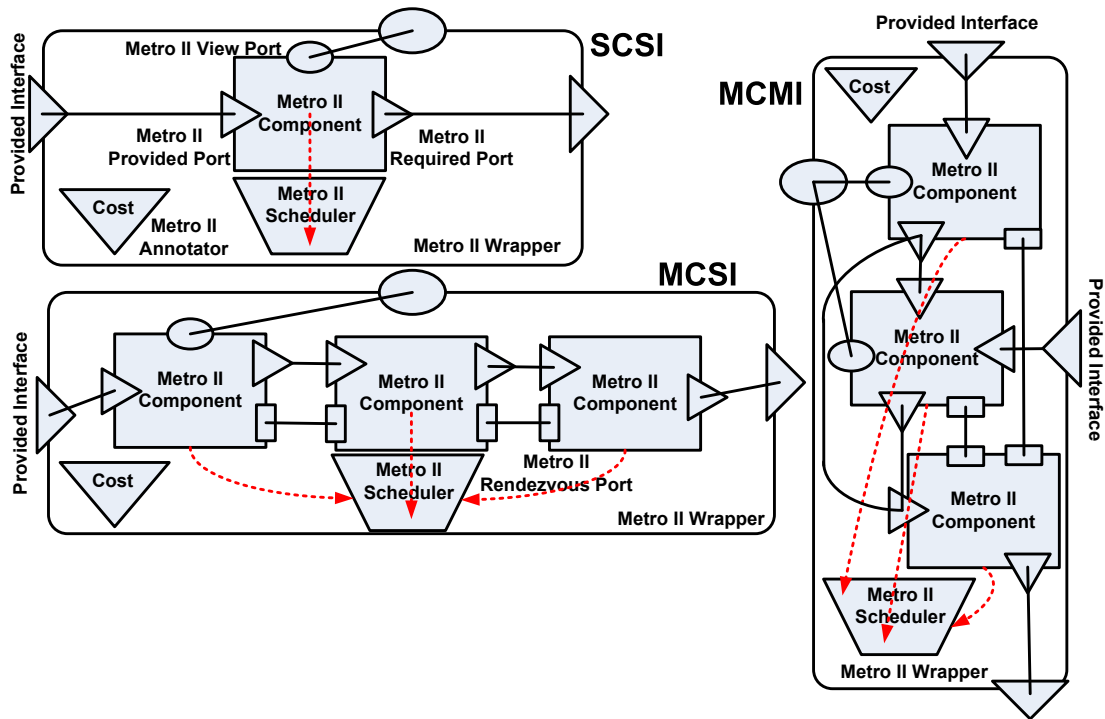 SCSI
Metro II View Port
Provided Interface
Metro II
Component
Metro II
Provided Port
Metro II
Required Port
Metro II
Scheduler
Cost
Metro II
Annotator
Metro II Wrapper
MCSI
Provided Interface
Metro II
Component
Metro II
Component
Metro II
Component
Cost
Metro II
Scheduler
Metro II
Rendezvous Port
Metro II Wrapper
Provided Interface
MCMI
Cost
Metro II
Component
Metro II
Component
Provided Interface
Metro II
Component
Metro II
Scheduler
Metro II Wrapper